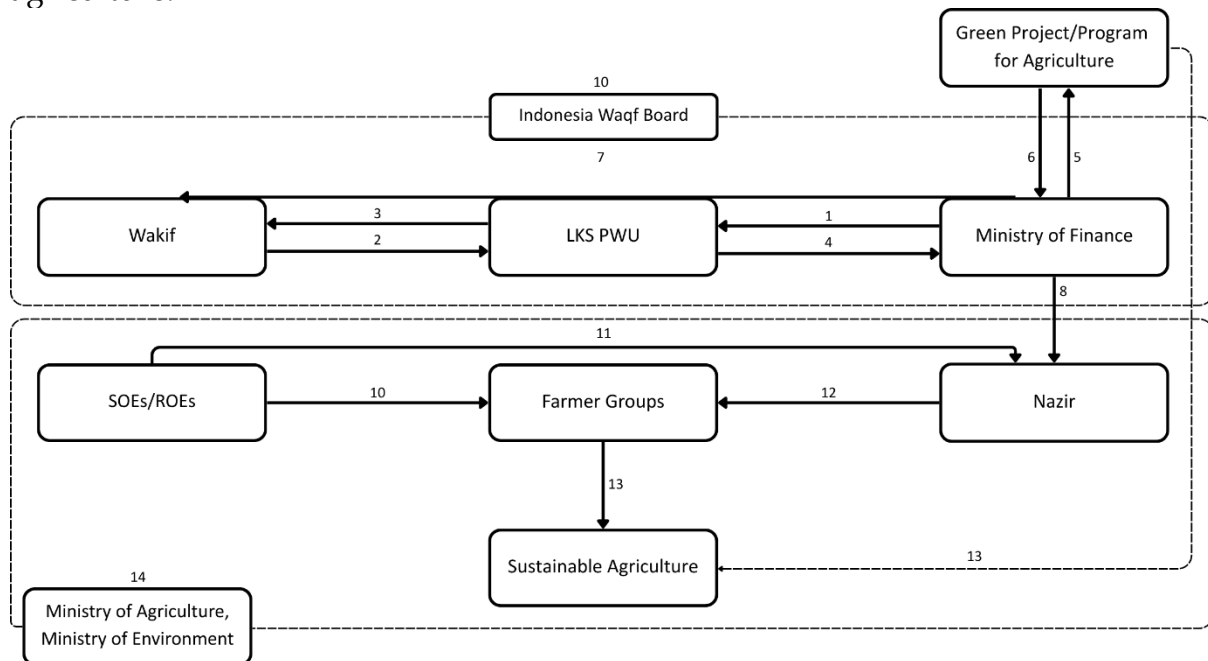 Green Project/Program
for Agriculture
10
Indonesia Waqf Board
7
6
5
Wakif
3
2
LKS PWU
1
4
Ministry of Finance
8
11
SOEs/ROEs
10
Farmer Groups
12
Nazir
13
Sustainable Agriculture
13
14
Ministry of Agriculture,
Ministry of Environment